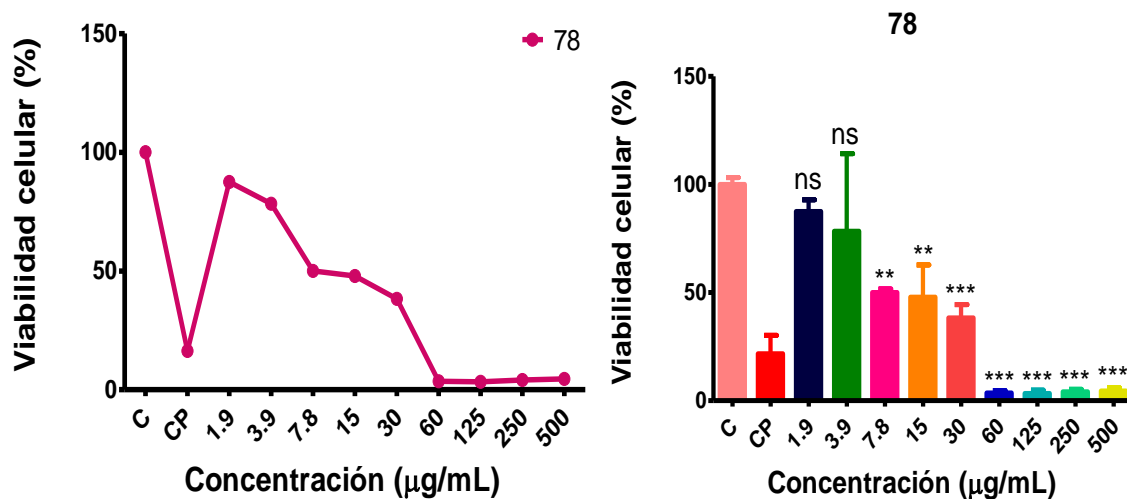 78
Viabilidad celular (%)
150
100
50
0
C CP 1.9 3.9 7.8 15 30 60 125 250 500
Concentración (μg/mL)
78
Viabilidad celular (%)
150
100
50
0
ns ns ** ** *** *** *** *** ***
C CP 1.9 3.9 7.8 15 30 60 125 250 500
Concentración (μg/mL)